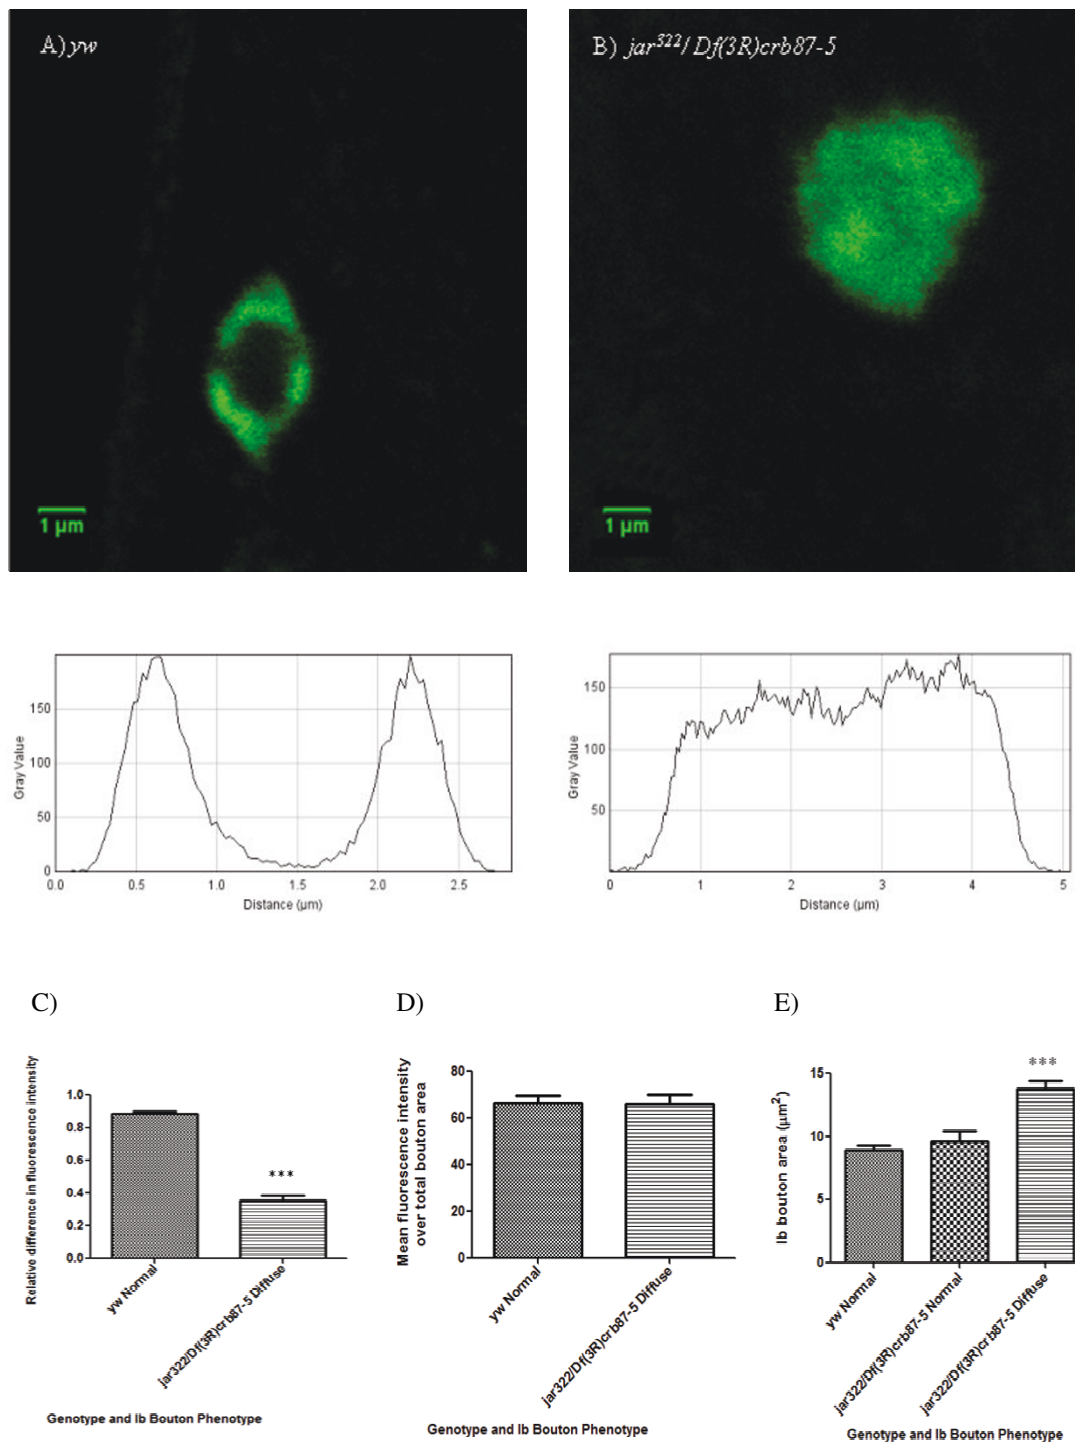 A) yw
B) jar322/ Df(3R)crb87-5
1 µm
1 µm
Gray Value
150
100
50
0
0.0 0.5 1.0 1.5 2.0 2.5
Distance (µm)
Gray Value
150
100
50
0 1 2 3 4 5
Distance (µm)
C)
D)
E)
Relative difference in fluorescence intensity
1.0
0.8
0.6
0.4
0.2
0.0
***
yw Normal
jar322/Df(3R)crb87-5 Diffuse
Genotype and Ib Bouton Phenotype
Mean fluorescence intensity
over total bouton area
80
60
40
20
0
yw Normal
jar322/Df(3R)crb87-5 Diffuse
Genotype and Ib Bouton Phenotype
Ib bouton area (µm2)
15
10
5
0
***
yw Normal
jar322/Df(3R)crb87-5 Normal
jar322/Df(3R)crb87-5 Diffuse
Genotype and Ib Bouton Phenotype